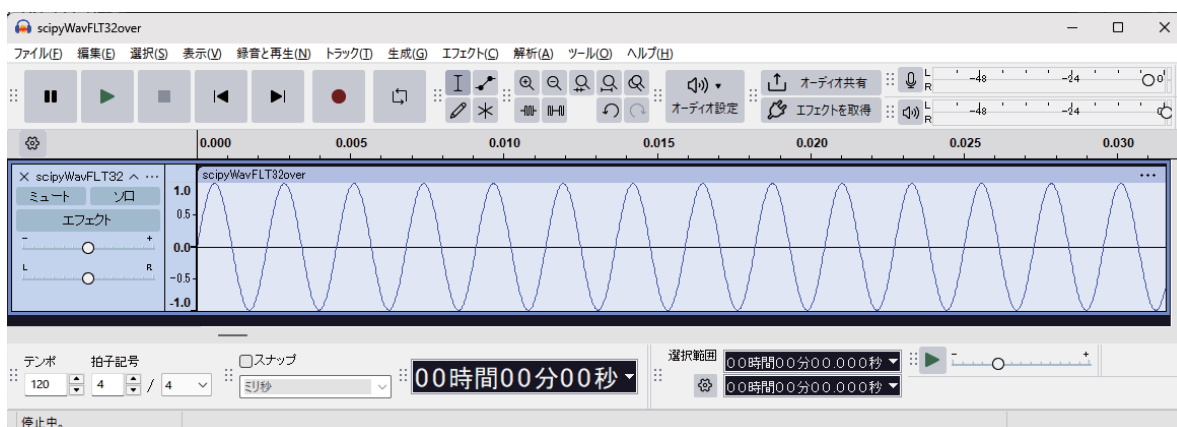 scipyWavFLT32over
ファイル(F) 編集(E) 選択(S) 表示(V) 録音と再生(N) トラック(T) 生成(G) エフェクト(C) 解析(A) ツール(O) ヘルプ(H)
オーディオ設定
オーディオ共有
エフェクトを取得
L R -48 -24 0
L R -48 -24
0.000 0.005 0.010 0.015 0.020 0.025 0.030
scipyWavFLT32
ミュート ソロ
エフェクト
- +
L R
1.0
0.5
0.0
-0.5
-1.0
scipyWavFLT32over
テンポ 拍子記号
120 4 / 4
スナップ
ミリ秒
00時間00分00秒
選択範囲
00時間00分00.000秒
00時間00分00.000秒
- +
停止中。